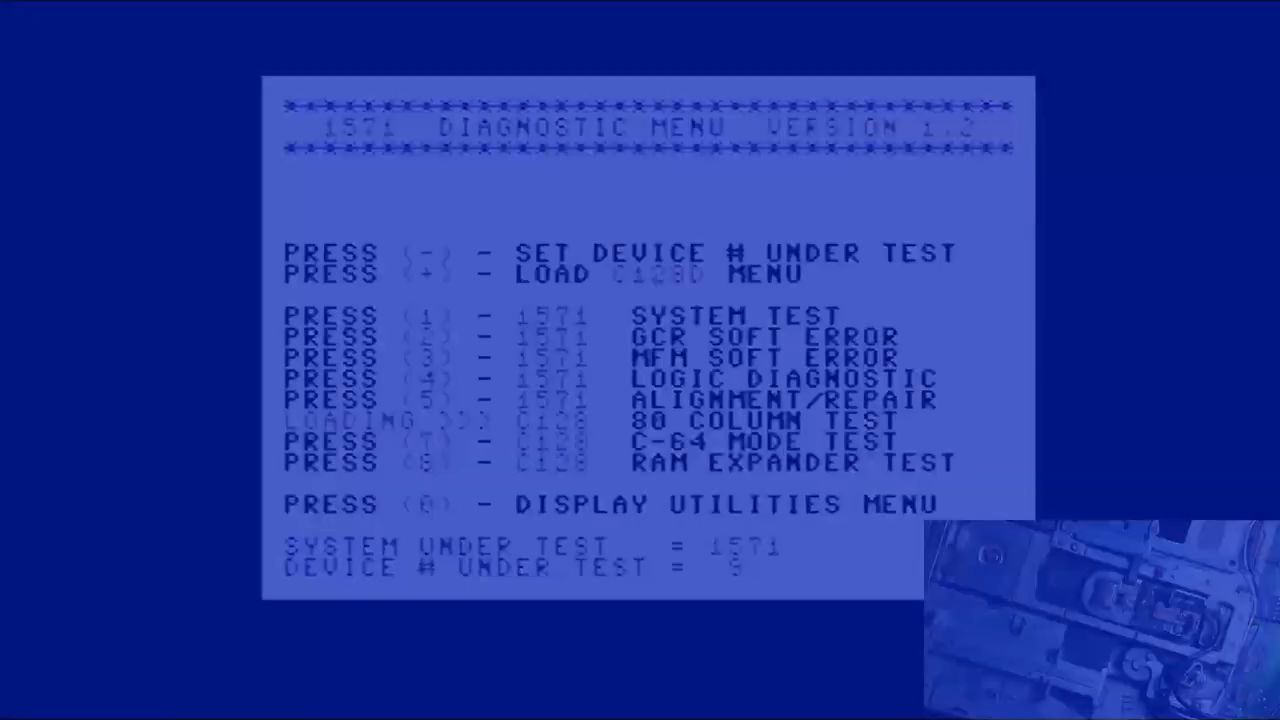 **************************************
1571 DIAGNOSTIC MENU VERSION 1.2
**************************************
PRESS (-) - SET DEVICE # UNDER TEST
PRESS (+) - LOAD C128D MENU
PRESS (1) - 1571 SYSTEM TEST
PRESS (2) - 1571 GCR SOFT ERROR
PRESS (3) - 1571 MFM SOFT ERROR
PRESS (4) - 1571 LOGIC DIAGNOSTIC
PRESS (5) - 1571 ALIGNMENT/REPAIR
LOADING >>> C128 80 COLUMN TEST
PRESS (7) - C128 C-64 MODE TEST
PRESS (8) - C128 RAM EXPANDER TEST
PRESS (0) - DISPLAY UTILITIES MENU
SYSTEM UNDER TEST = 1571
DEVICE # UNDER TEST = 9